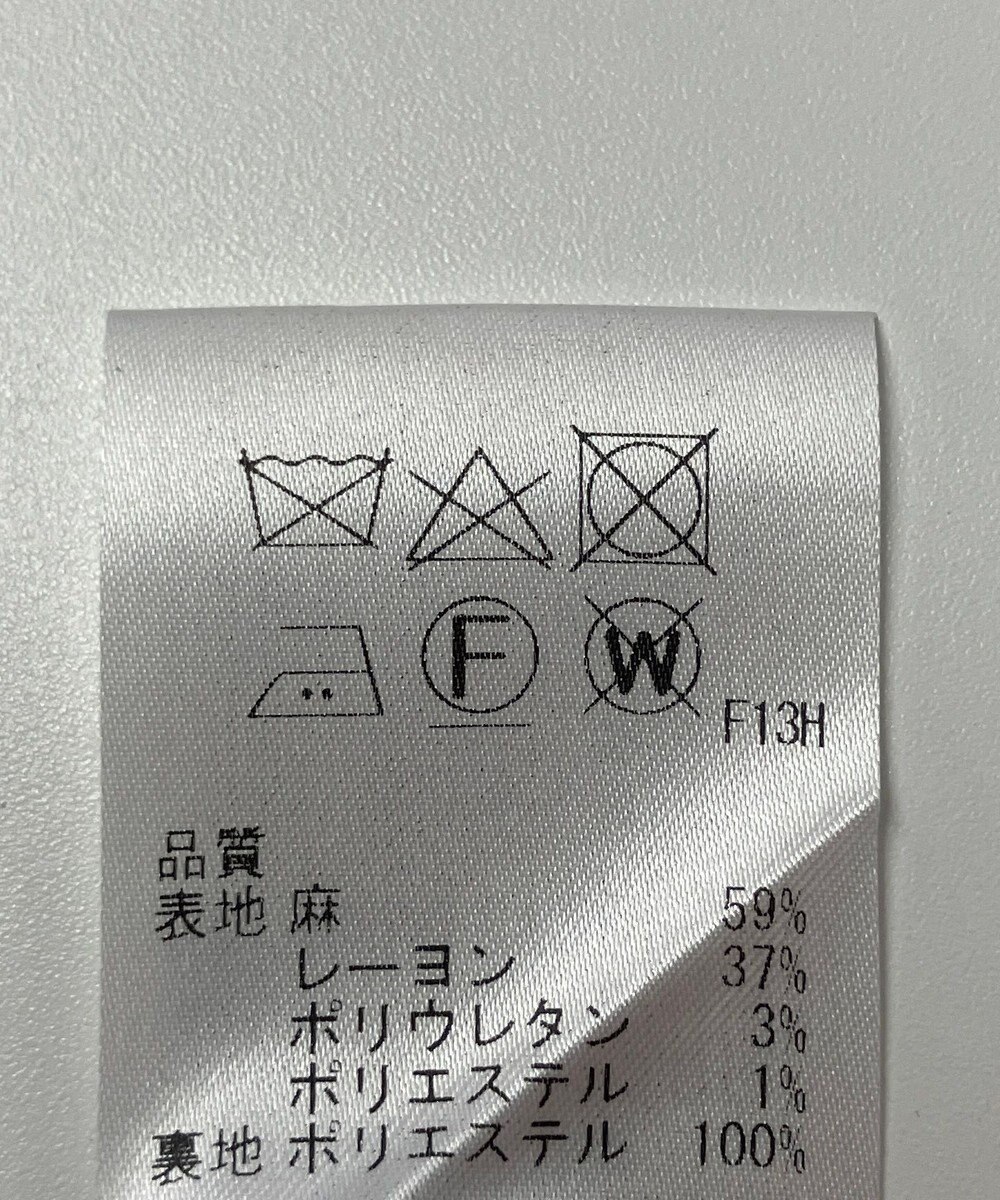 F W F13H
品質
表地 麻 59%
レーヨン 37%
ポリウレタン 3%
ポリエステル 1%
裏地 ポリエステル 100%